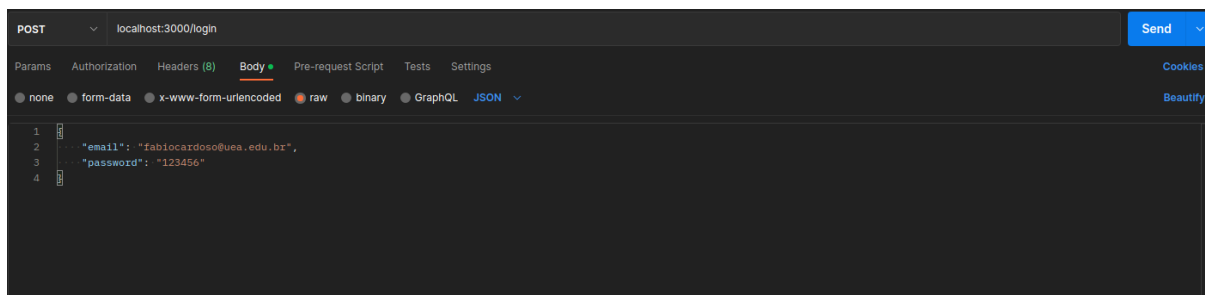 POST localhost:3000/login Send
Params Authorization Headers (8) Body Pre-request Script Tests Settings Cookies
none form-data x-www-form-urlencoded raw binary GraphQL JSON Beautify
1 {
2 "email": "fabiocardoso@uea.edu.br",
3 "password": "123456"
4 }